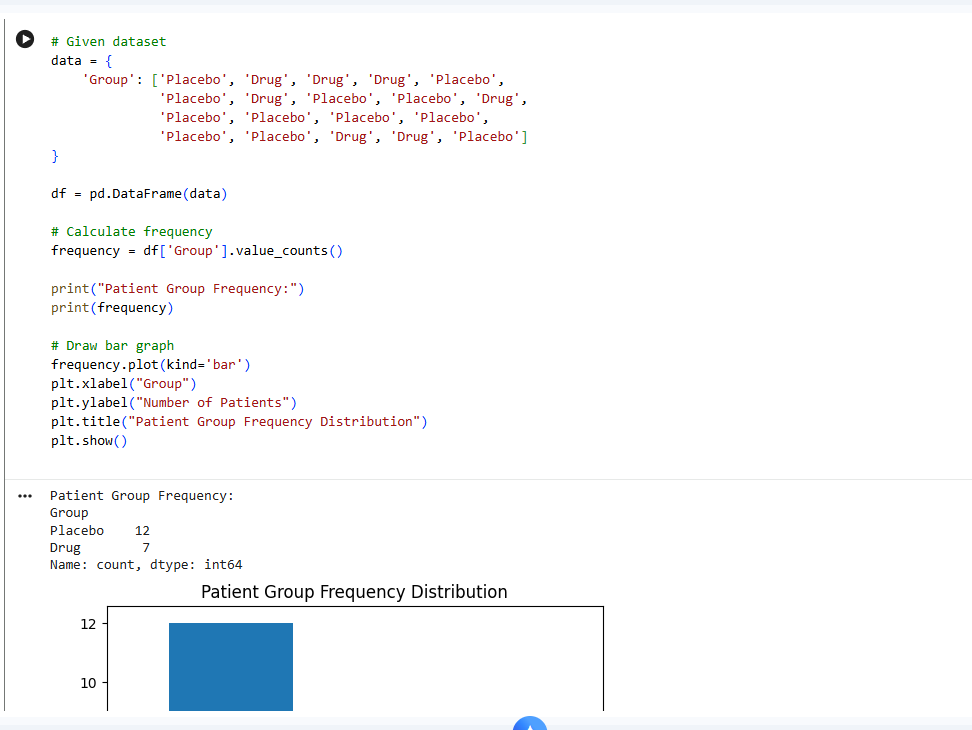 # Given dataset
data = {
    'Group': ['Placebo', 'Drug', 'Drug', 'Drug', 'Placebo',
              'Placebo', 'Drug', 'Placebo', 'Placebo', 'Drug',
              'Placebo', 'Placebo', 'Placebo', 'Placebo',
              'Placebo', 'Placebo', 'Drug', 'Drug', 'Placebo']
}

df = pd.DataFrame(data)

# Calculate frequency
frequency = df['Group'].value_counts()

print("Patient Group Frequency:")
print(frequency)

# Draw bar graph
frequency.plot(kind='bar')
plt.xlabel("Group")
plt.ylabel("Number of Patients")
plt.title("Patient Group Frequency Distribution")
plt.show()

Patient Group Frequency:
Group
Placebo    12
Drug        7
Name: count, dtype: int64
Patient Group Frequency Distribution
12
10